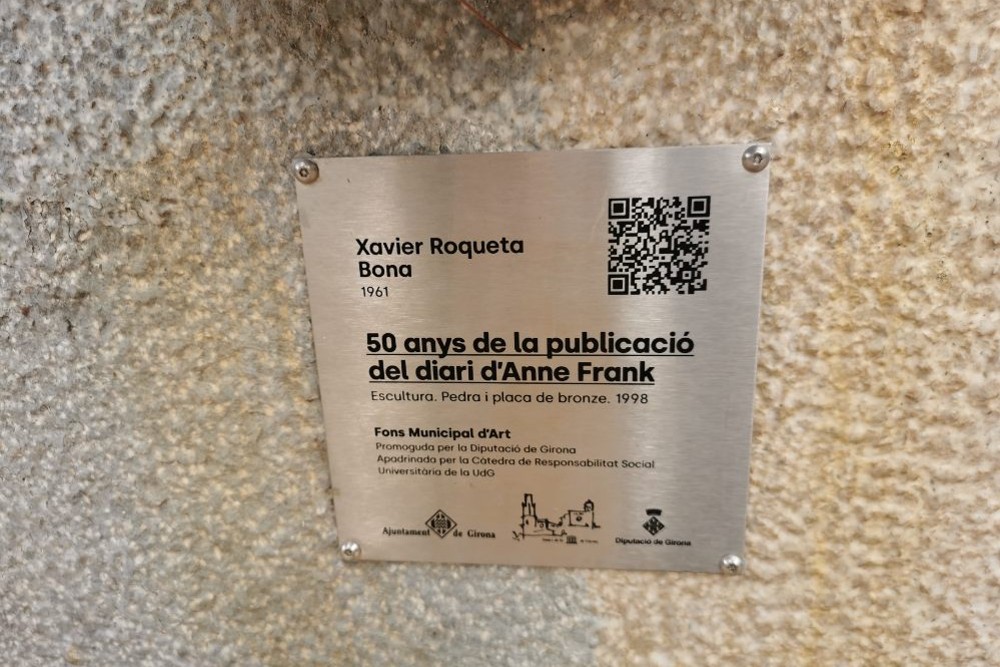 Xavier Roqueta
Bona
1961
50 anys de la publicació
del diari d'Anne Frank
Escultura. Pedra i placa de bronze. 1998
Fons Municipal d'Art
Promoguda per la Diputació de Girona
Apadrinada per la Càtedra de Responsabilitat Social
Universitària de la UdG
Ajuntament de Girona
Diputació de Girona